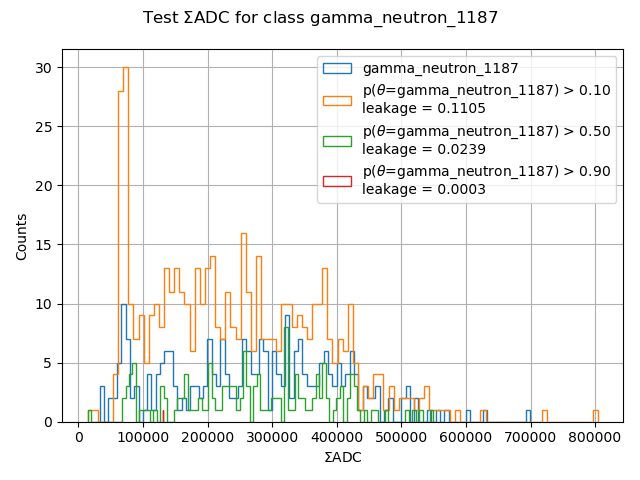 Test ΣADC for class gamma_neutron_1187
gamma_neutron_1187
p(θ=gamma_neutron_1187) > 0.10
leakage = 0.1105
p(θ=gamma_neutron_1187) > 0.50
leakage = 0.0239
p(θ=gamma_neutron_1187) > 0.90
leakage = 0.0003
Counts
30
25
20
15
10
5
0
0 100000 200000 300000 400000 500000 600000 700000 800000
ΣADC